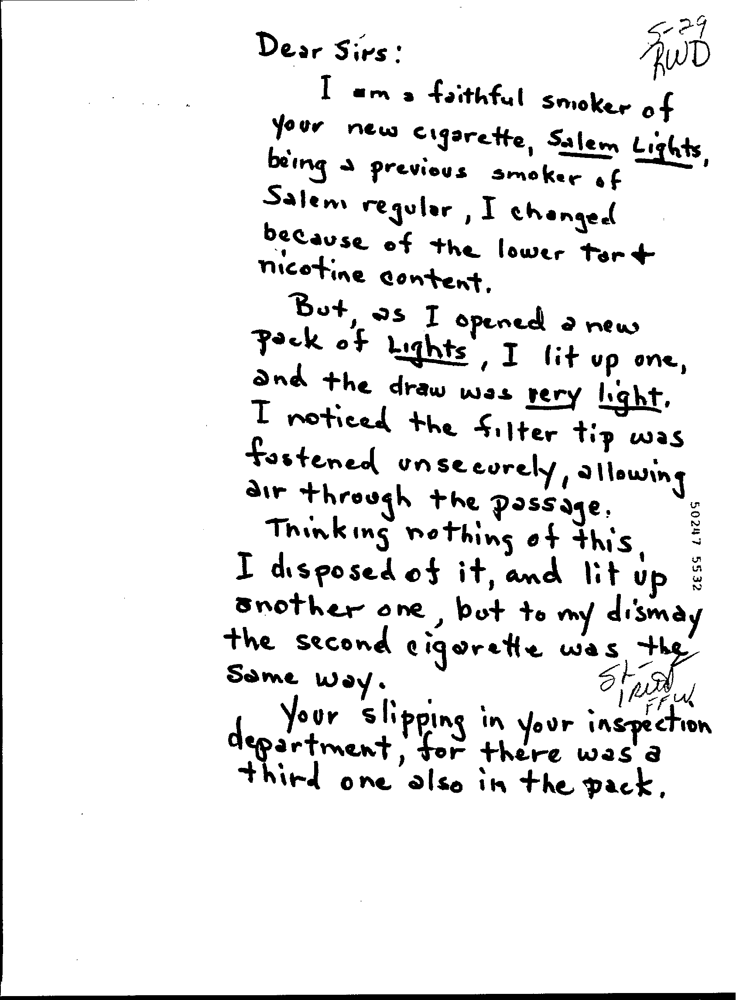 5-29
RWD
Dear Sirs:
I am a faithful smoker of
your new cigarette, Salem Lights,
being a previous smoker of
Salem regular, I changed
because of the lower tar +
nicotine content.
But, as I opened a new
pack of Lights, I lit up one,
and the draw was very light.
I noticed the filter tip was
fastened unsecurely, allowing
air through the passage.
Thinking nothing of this,
I disposed of it, and lit up
another one, but to my dismay
the second cigarette was the
same way.
Your slipping in your inspection
department, for there was a
third one also in the pack.
50247 5532